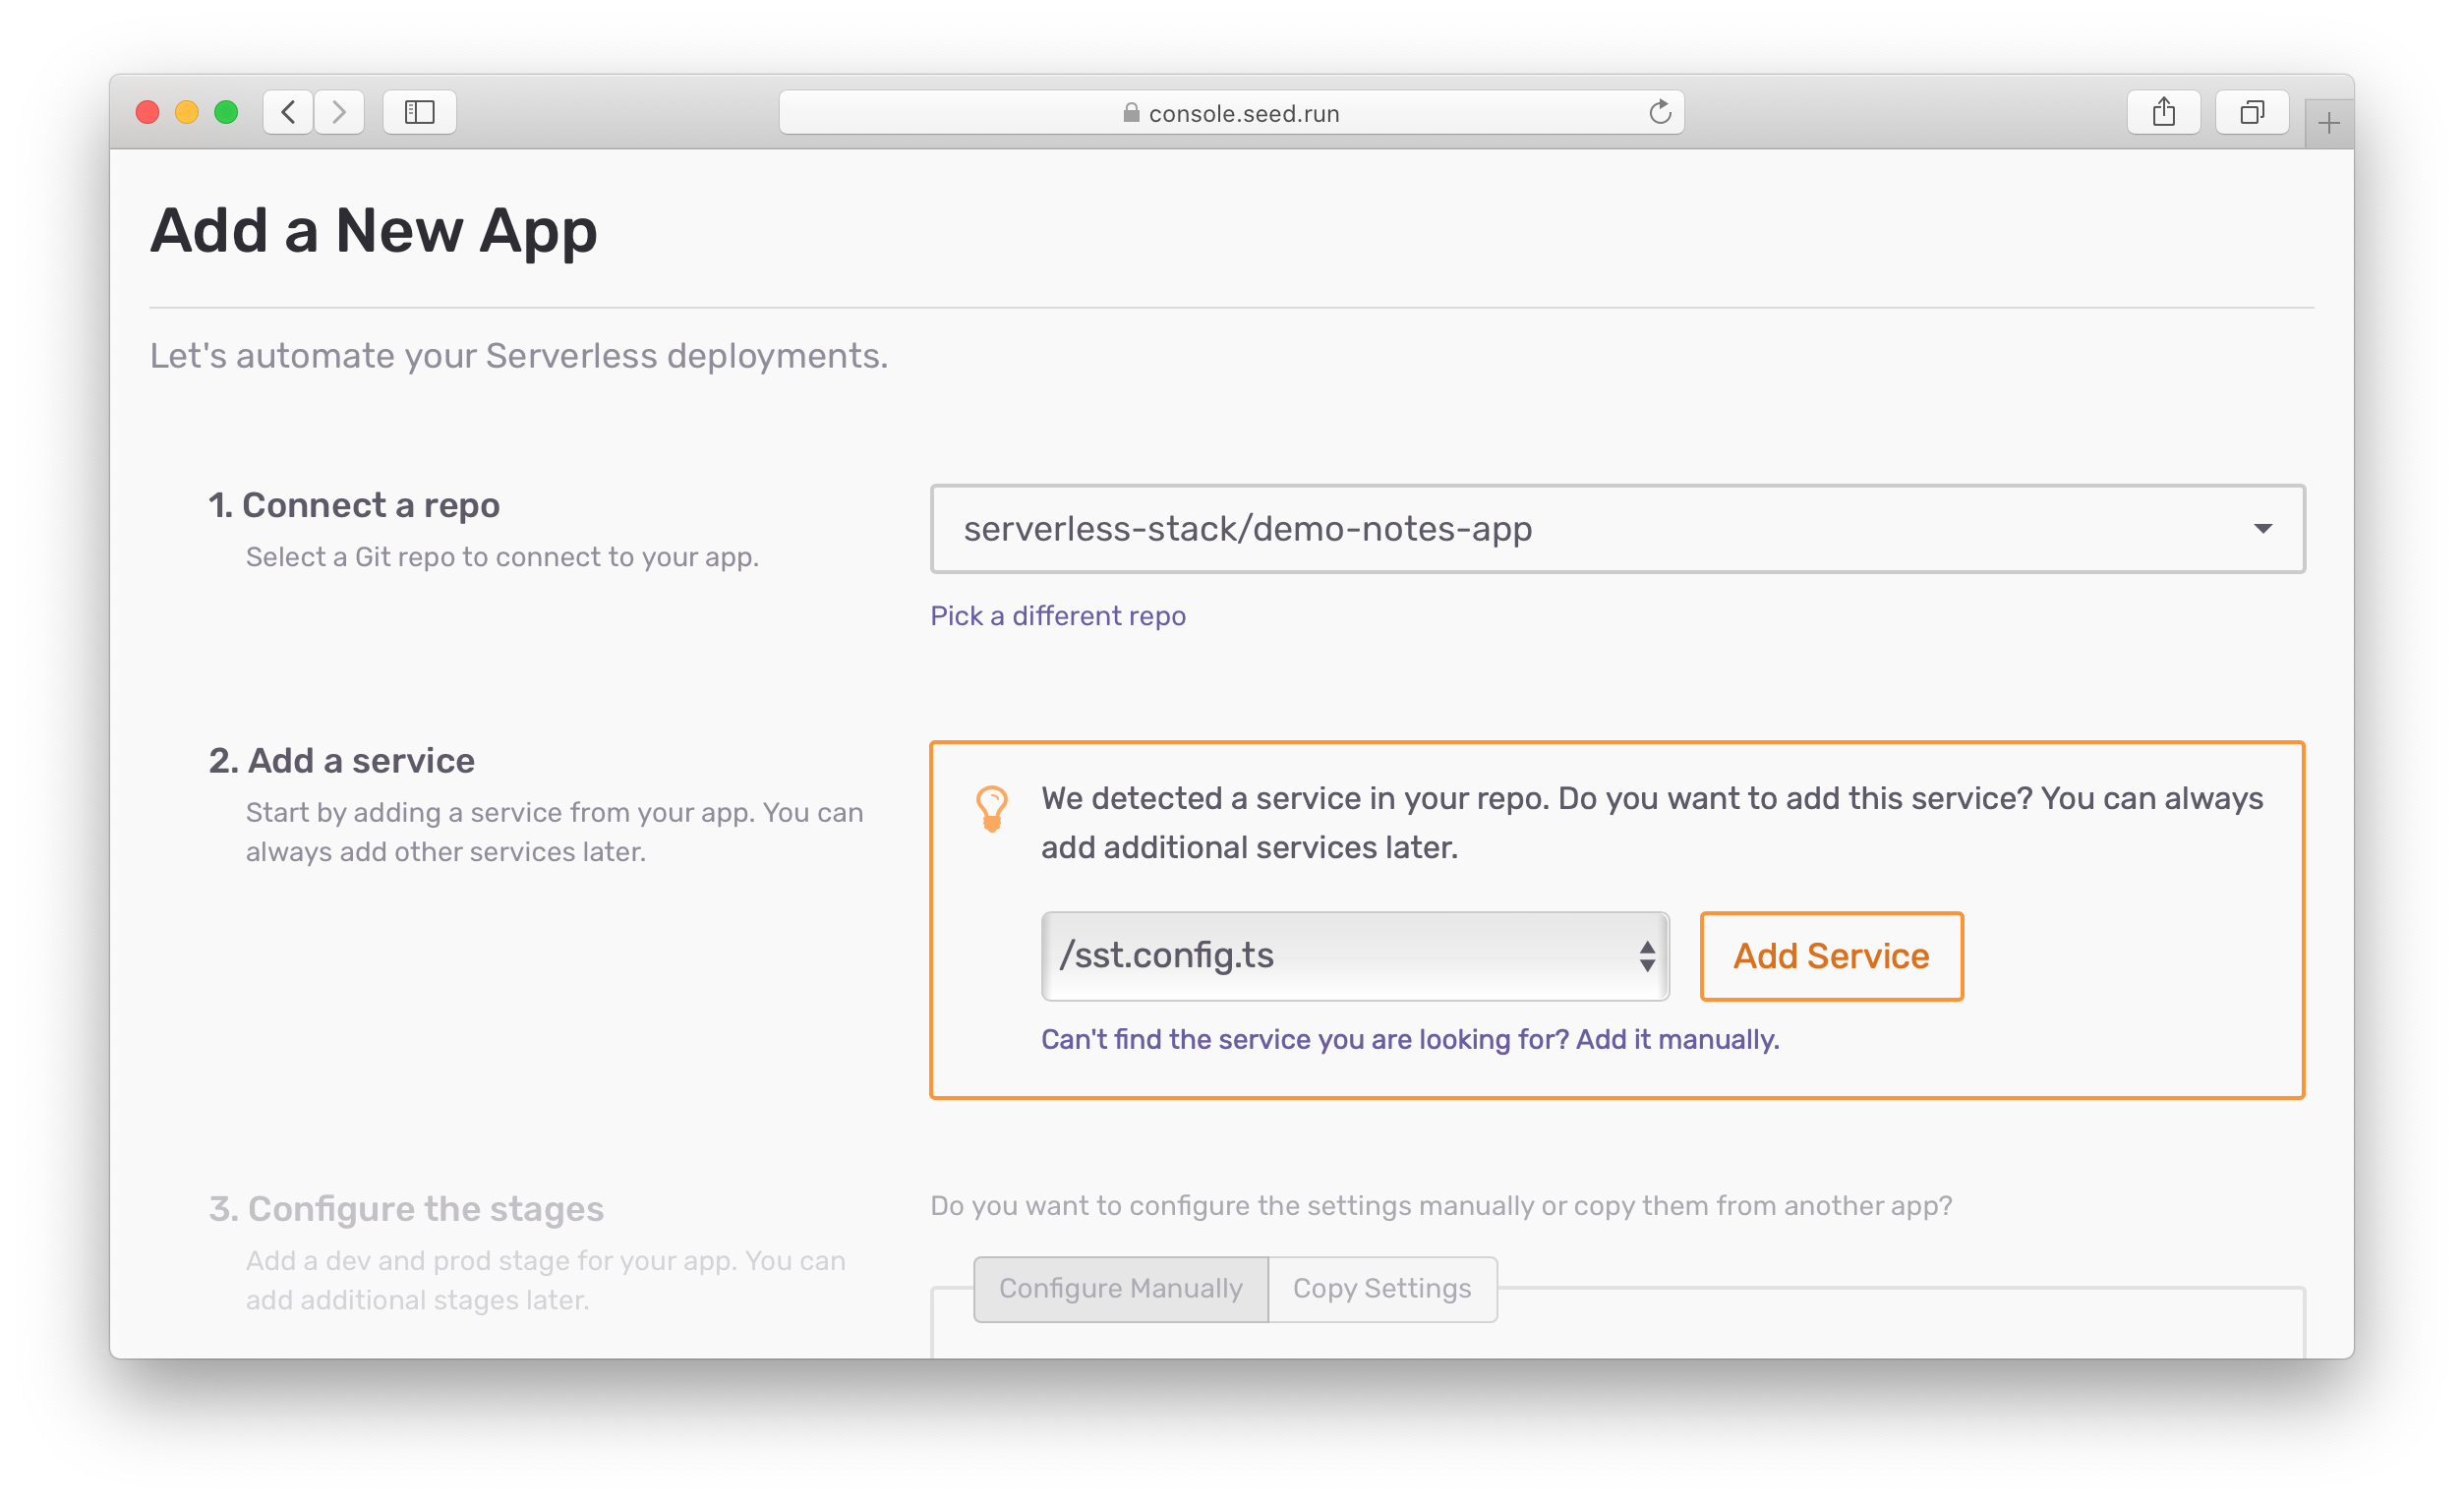 console.seed.run
Add a New App
Let's automate your Serverless deployments.
1. Connect a repo
Select a Git repo to connect to your app.
serverless-stack/demo-notes-app
Pick a different repo
2. Add a service
Start by adding a service from your app. You can
always add other services later.
We detected a service in your repo. Do you want to add this service? You can always
add additional services later.
/sst.config.ts
Add Service
Can't find the service you are looking for? Add it manually.
3. Configure the stages
Add a dev and prod stage for your app. You can
add additional stages later.
Do you want to configure the settings manually or copy them from another app?
Configure Manually
Copy Settings